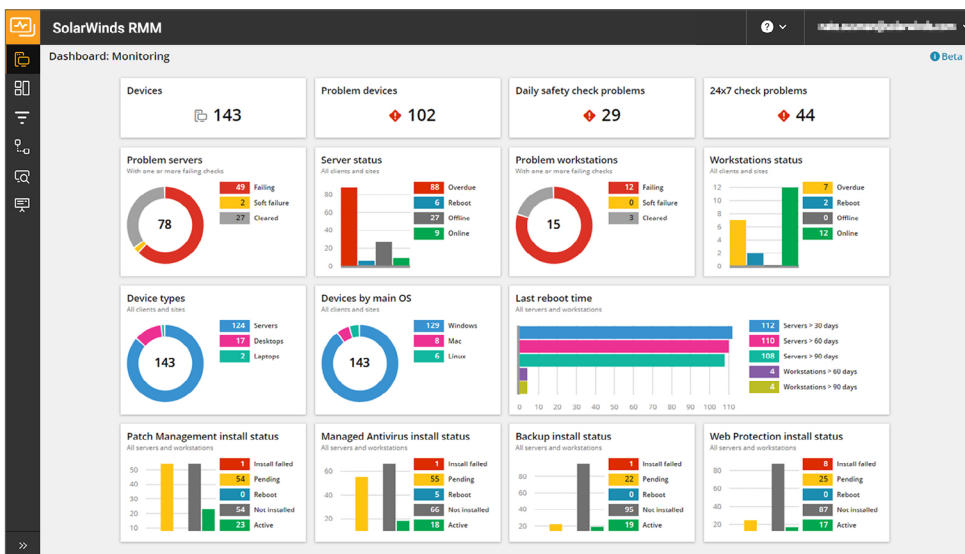 SolarWinds RMM
?
Dashboard: Monitoring
Beta
Devices
143
Problem devices
102
Daily safety check problems
29
24x7 check problems
44
Problem servers
With one or more failing checks
78
49 Failing
2 Soft failure
27 Cleared
Server status
All clients and sites
80
60
40
20
0
88 Overdue
6 Reboot
27 Offline
9 Online
Problem workstations
With one or more failing checks
15
12 Failing
0 Soft failure
3 Cleared
Workstations status
All clients and sites
12
10
8
6
4
2
0
7 Overdue
2 Reboot
0 Offline
12 Online
Device types
All clients and sites
143
124 Servers
17 Desktops
2 Laptops
Devices by main OS
All clients and sites
143
129 Windows
8 Mac
6 Linux
Last reboot time
All servers and workstations
0 10 20 30 40 50 60 70 80 90 100 110
112 Servers > 30 days
110 Servers > 60 days
108 Servers > 90 days
4 Workstations > 60 days
4 Workstations > 90 days
Patch Management install status
All servers and workstations
50
40
30
20
10
1 Install failed
54 Pending
0 Reboot
54 Not installed
23 Active
Managed Antivirus install status
All servers and workstations
60
40
20
1 Install failed
55 Pending
5 Reboot
66 Not installed
18 Active
Backup install status
All servers and workstations
80
60
40
20
1 Install failed
22 Pending
0 Reboot
95 Not installed
19 Active
Web Protection install status
All servers and workstations
80
60
40
20
8 Install failed
25 Pending
0 Reboot
87 Not installed
17 Active